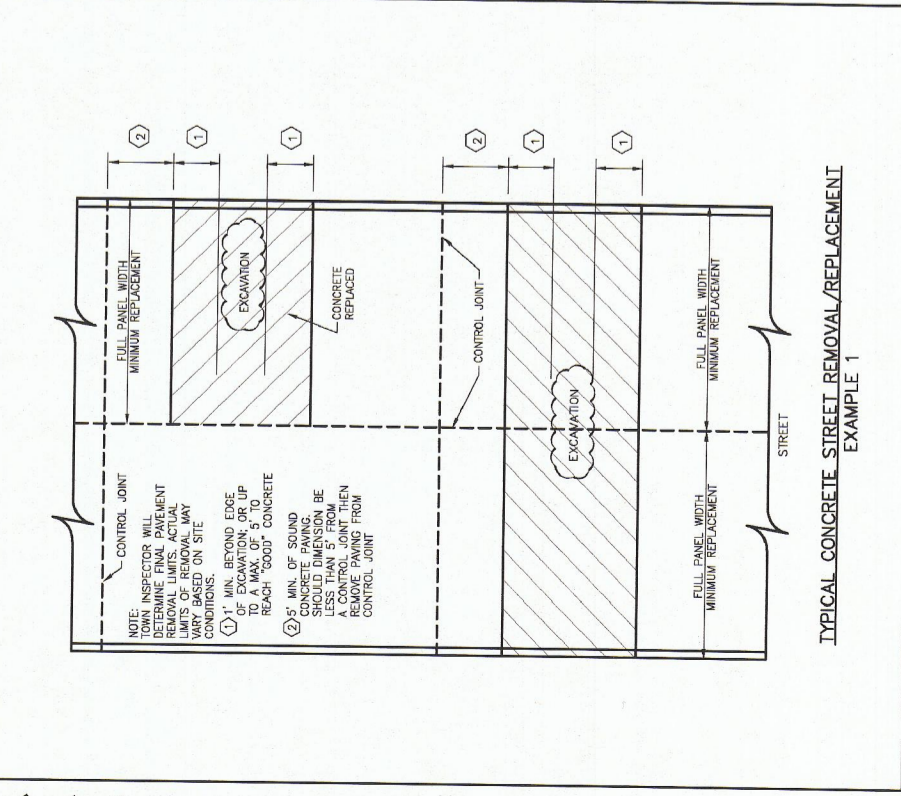 CONTROL JOINT
NOTE:
TOWN INSPECTOR WILL
DETERMINE FINAL PAVEMENT
REMOVAL LIMITS. ACTUAL
LIMITS OF REMOVAL MAY
VARY BASED ON SITE
CONDITIONS.
1 1' MIN. BEYOND EDGE
OF EXCAVATION; OR UP
TO A MAX. OF 5' TO
REACH "GOOD" CONCRETE
2 5' MIN. OF SOUND
CONCRETE PAVING.
SHOULD DIMENSION BE
LESS THAN 5' FROM
A CONTROL JOINT THEN
REMOVE PAVING FROM
CONTROL JOINT
FULL PANEL WIDTH
MINIMUM REPLACEMENT
2
1
1
EXCAVATION
CONCRETE
REPLACED
CONTROL JOINT
2
1
1
EXCAVATION
FULL PANEL WIDTH
MINIMUM REPLACEMENT
FULL PANEL WIDTH
MINIMUM REPLACEMENT
STREET
TYPICAL CONCRETE STREET REMOVAL/REPLACEMENT
EXAMPLE 1